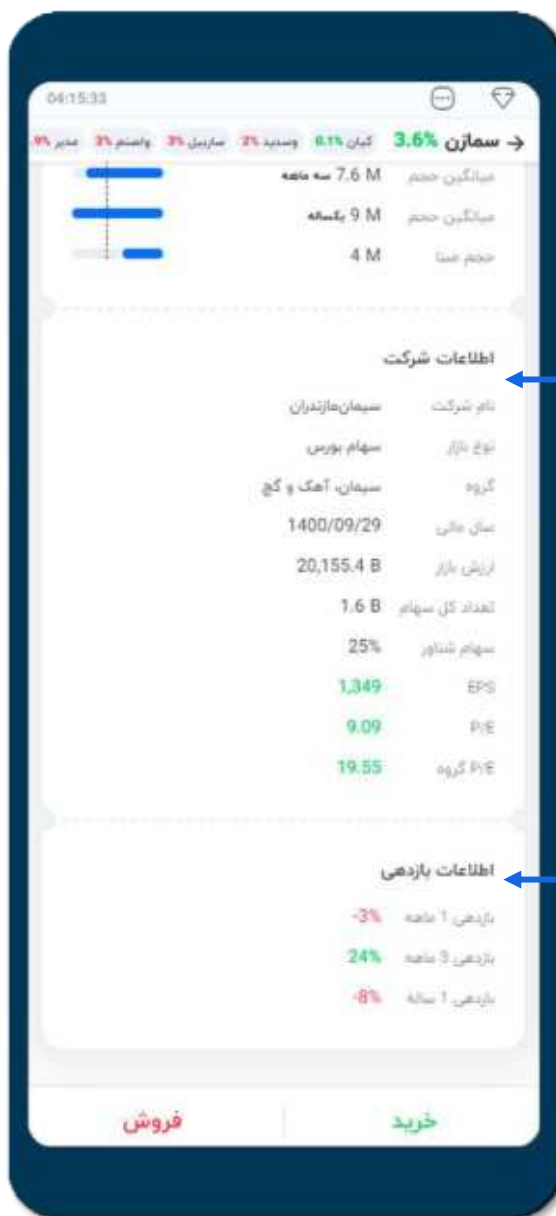 04:15:33
→ سمازن 3.6% کیان 0.1% وسدید 2% ساربیل 3% واصنم 3% مدیر 9%
میانگین حجم 7.6 M سه ماهه
میانگین حجم 9 M یکساله
حجم مبنا 4 M
اطلاعات شرکت
نام شرکت سیمان‌مازندران
نوع بازار سهام بورس
گروه سیمان، آهک و گچ
سال مالی 1400/09/29
ارزش بازار 20,155.4 B
تعداد کل سهام 1.6 B
سهام شناور 25%
EPS 1,349
P/E 9.09
P/E گروه 19.55
اطلاعات بازدهی
بازدهی 1 ماهه -3%
بازدهی 3 ماهه 24%
بازدهی 1 ساله -8%
خرید فروش